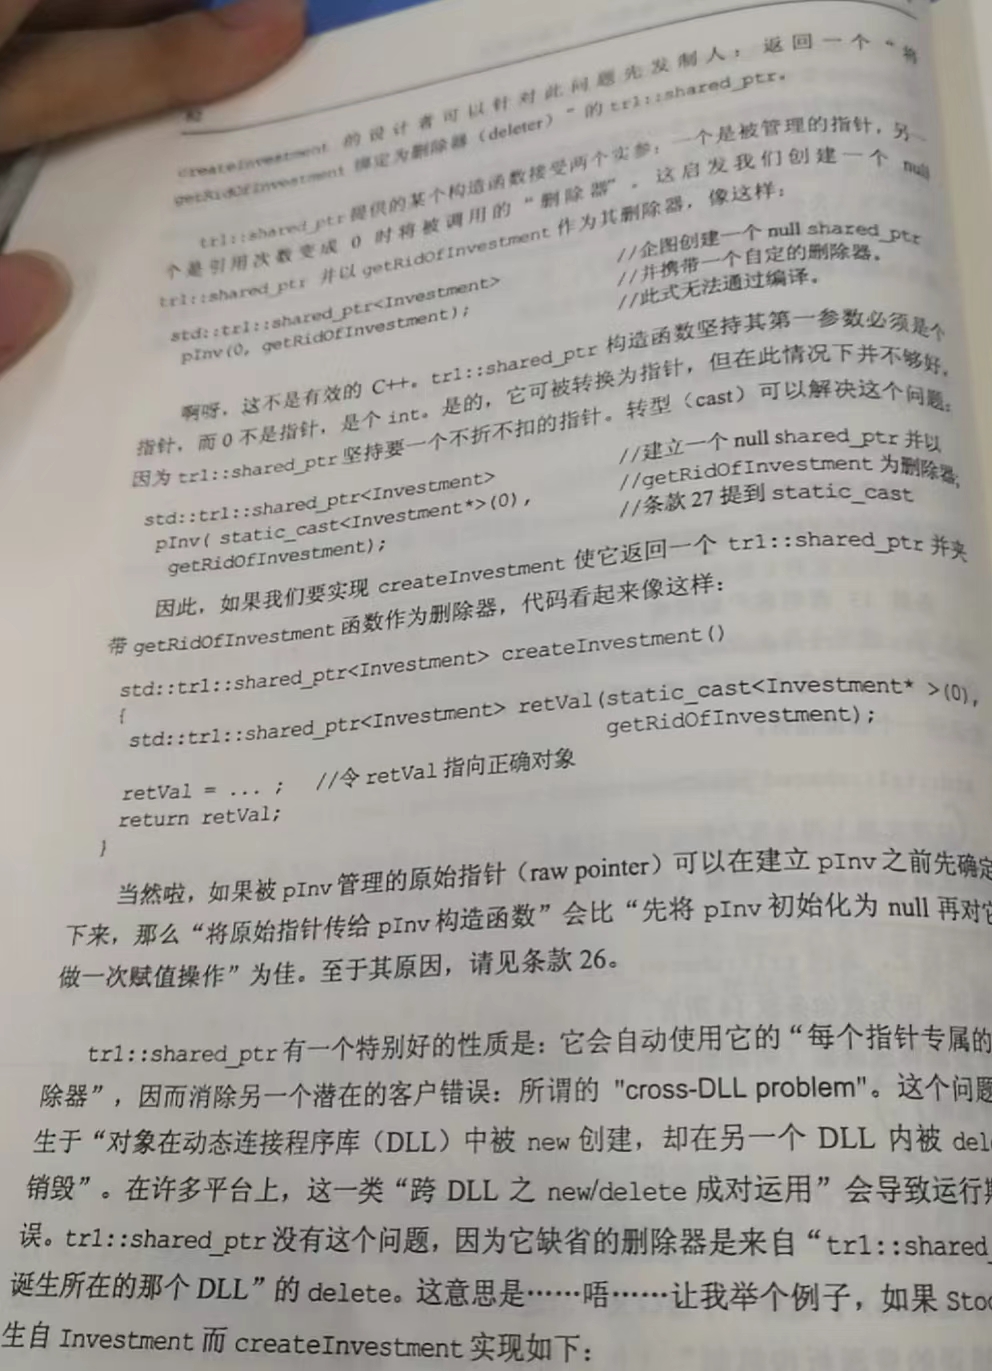 82
createInvestment 的设计者可以针对此问题先发制人：返回一个“将
getRidOfInvestment 绑定为删除器（deleter）”的 tr1::shared_ptr。
tr1::shared_ptr 提供的某个构造函数接受两个实参：一个是被管理的指针，另一
个是引用次数变成 0 时将被调用的“删除器”。这启发我们创建一个 null
tr1::shared_ptr 并以 getRidOfInvestment 作为其删除器，像这样：
std::tr1::shared_ptr<Investment> //企图创建一个 null shared_ptr
pInv(0, getRidOfInvestment); //并携带一个自定的删除器。
//此式无法通过编译。
啊呀，这不是有效的 C++。tr1::shared_ptr 构造函数坚持其第一参数必须是个
指针，而 0 不是指针，是个 int。是的，它可被转换为指针，但在此情况下并不够好，
因为 tr1::shared_ptr 坚持要一个不折不扣的指针。转型（cast）可以解决这个问题：
std::tr1::shared_ptr<Investment> //建立一个 null shared_ptr 并以
pInv( static_cast<Investment*>(0), //getRidOfInvestment 为删除器;
getRidOfInvestment); //条款 27 提到 static_cast
因此，如果我们要实现 createInvestment 使它返回一个 tr1::shared_ptr 并夹
带 getRidOfInvestment 函数作为删除器，代码看起来像这样：
std::tr1::shared_ptr<Investment> createInvestment()
{
std::tr1::shared_ptr<Investment> retVal(static_cast<Investment* >(0),
getRidOfInvestment);
retVal = ... ; //令 retVal 指向正确对象
return retVal;
}
当然啦，如果被 pInv 管理的原始指针（raw pointer）可以在建立 pInv 之前先确定
下来，那么“将原始指针传给 pInv 构造函数”会比“先将 pInv 初始化为 null 再对它
做一次赋值操作”为佳。至于其原因，请见条款 26。
tr1::shared_ptr 有一个特别好的性质是：它会自动使用它的“每个指针专属的
除器”，因而消除另一个潜在的客户错误：所谓的 "cross-DLL problem"。这个问题
生于“对象在动态连接程序库（DLL）中被 new 创建，却在另一个 DLL 内被 del
销毁”。在许多平台上，这一类“跨 DLL 之 new/delete 成对运用”会导致运行期
误。tr1::shared_ptr 没有这个问题，因为它缺省的删除器是来自“tr1::shared_
诞生所在的那个 DLL”的 delete。这意思是……唔……让我举个例子，如果 Stoc
生自 Investment 而 createInvestment 实现如下：